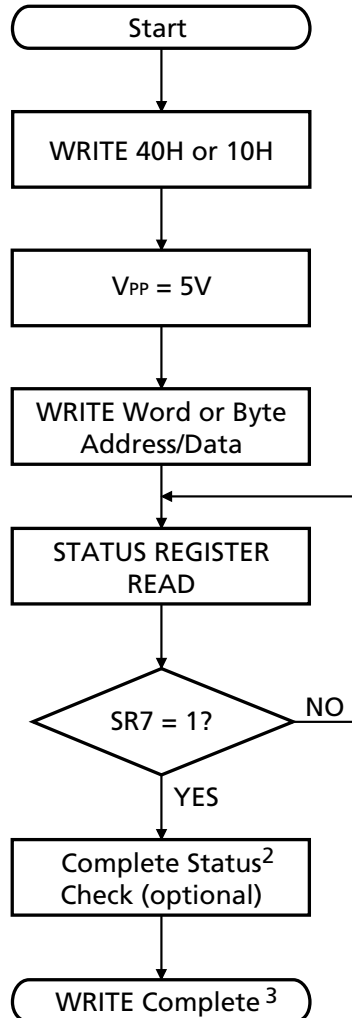 Start
WRITE 40H or 10H
VPP = 5V
WRITE Word or Byte
Address/Data
STATUS REGISTER
READ
SR7 = 1?
NO
YES
Complete Status2
Check (optional)
WRITE Complete 3